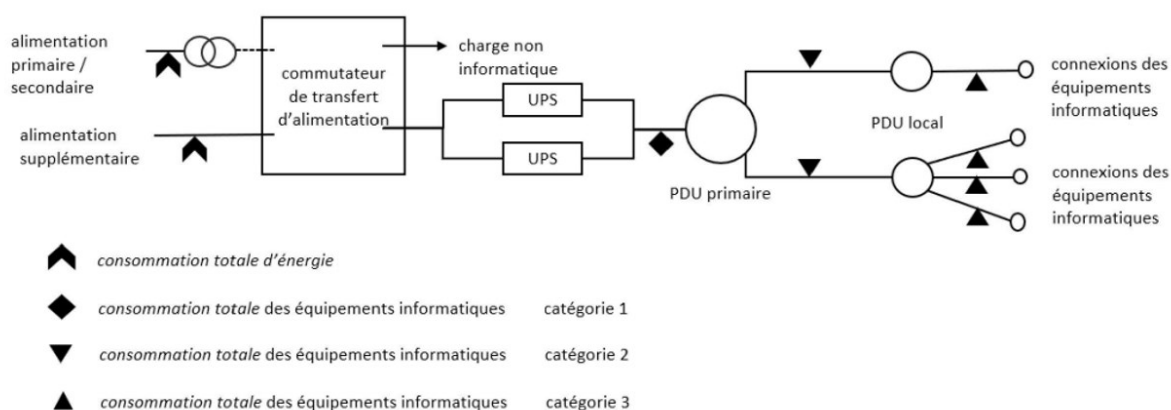 alimentation
primaire /
secondaire
alimentation
supplémentaire
commutateur
de transfert
d'alimentation
charge non
informatique
UPS
UPS
PDU primaire
PDU local
connexions des
équipements
informatiques
connexions des
équipements
informatiques
consommation totale d'énergie
consommation totale des équipements informatiques catégorie 1
consommation totale des équipements informatiques catégorie 2
consommation totale des équipements informatiques catégorie 3